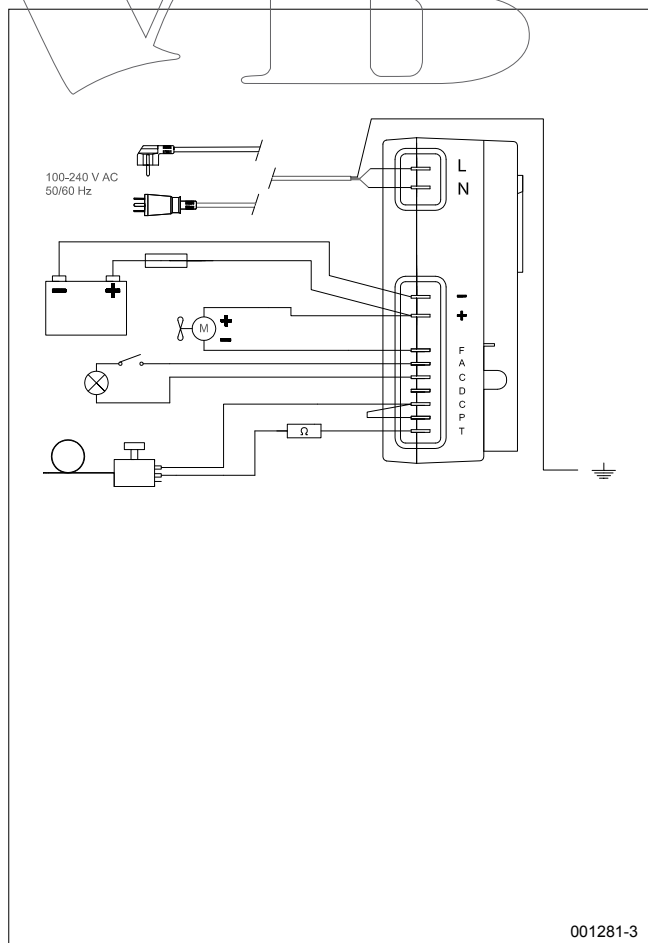 100-240 V AC
50/60 Hz
L
N
-
+
- +
M
+
-
F
A
C
D
C
P
T
Ω
001281-3